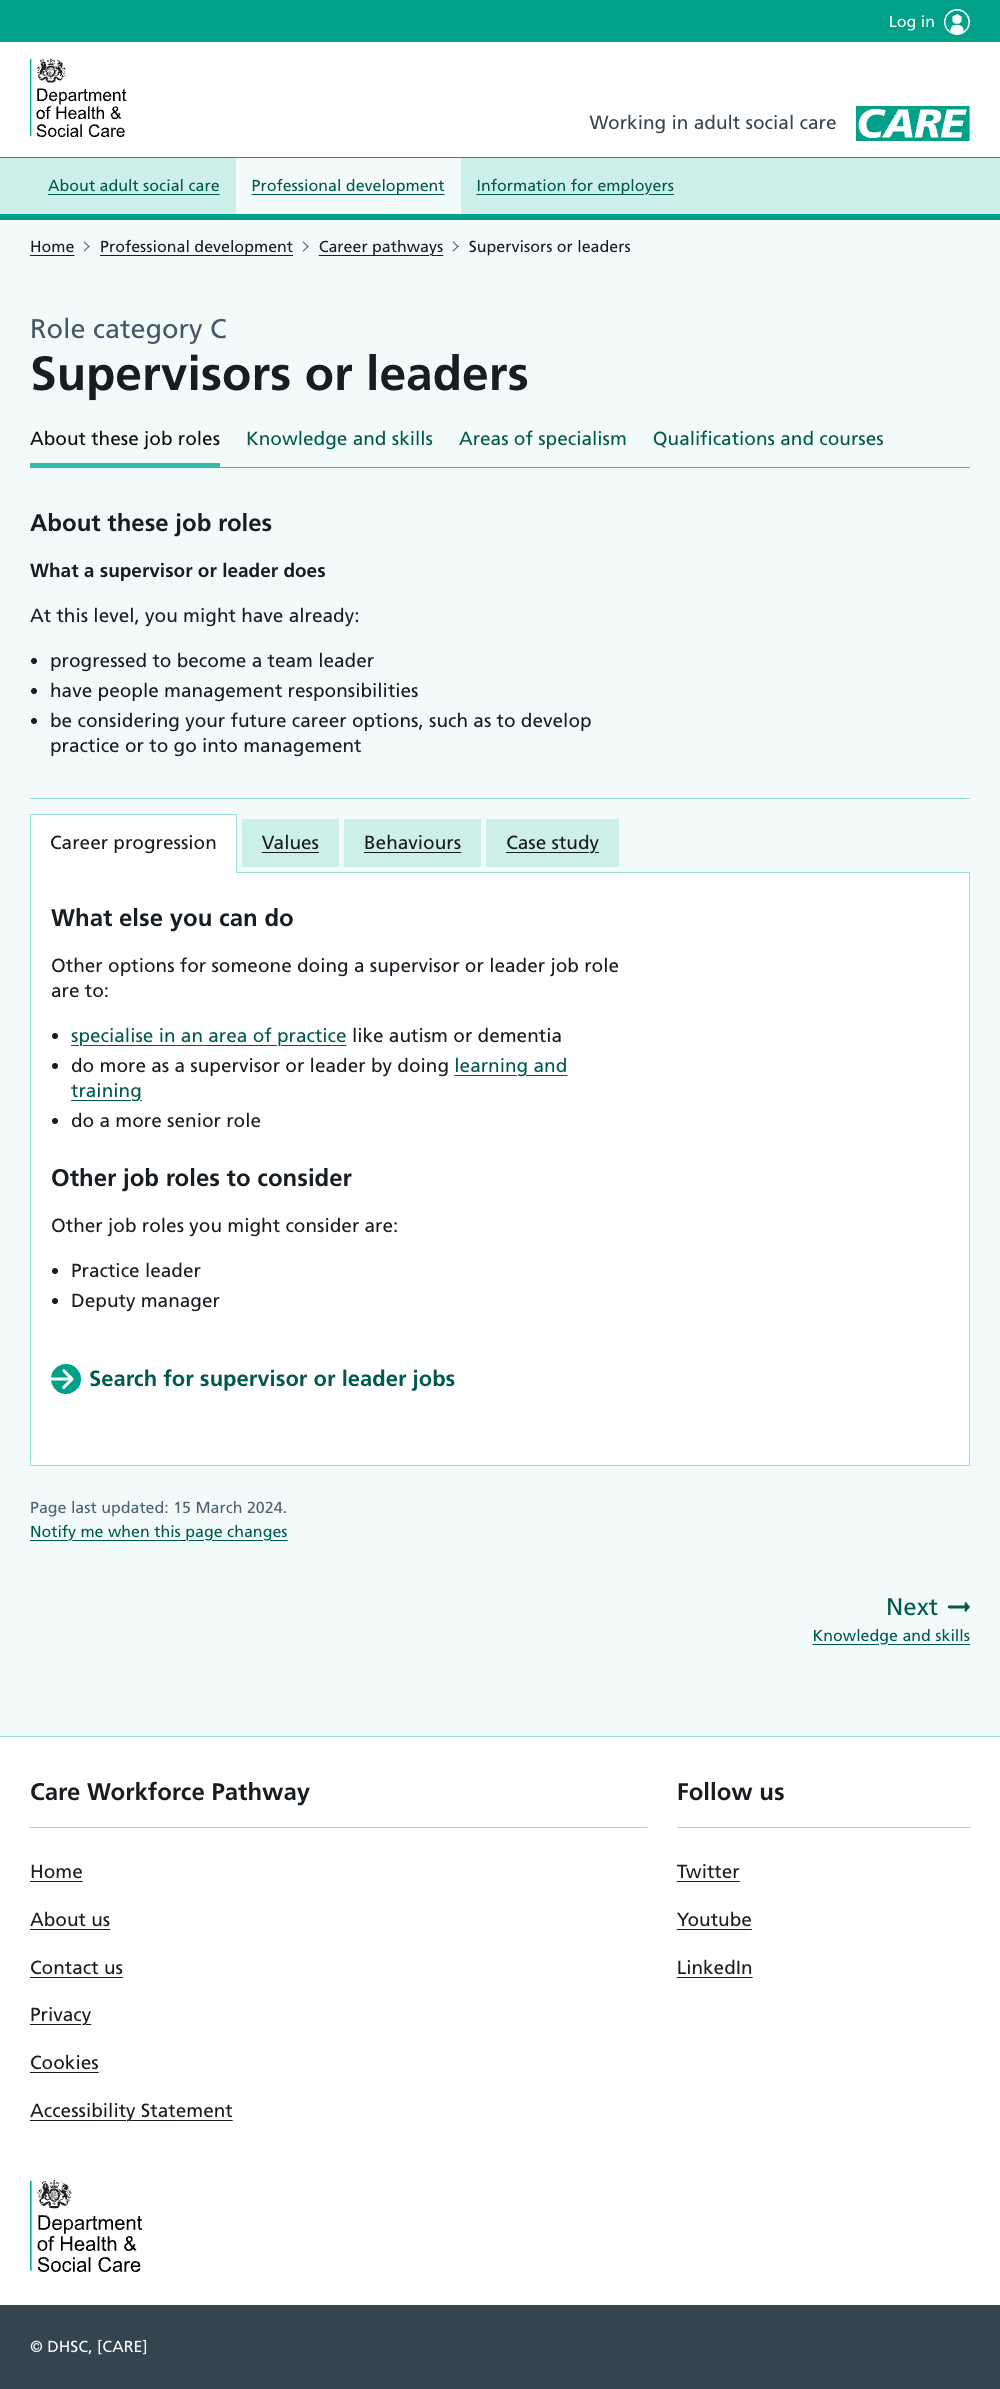 Log in
Department
of Health &
Social Care
Working in adult social care
CARE
About adult social care
Professional development
Information for employers
Home
Professional development
Career pathways
Supervisors or leaders
Role category C
Supervisors or leaders
About these job roles
Knowledge and skills
Areas of specialism
Qualifications and courses
About these job roles
What a supervisor or leader does
At this level, you might have already:
• progressed to become a team leader
• have people management responsibilities
• be considering your future career options, such as to develop
practice or to go into management
Career progression
Values
Behaviours
Case study
What else you can do
Other options for someone doing a supervisor or leader job role
are to:
• specialise in an area of practice like autism or dementia
• do more as a supervisor or leader by doing learning and
training
• do a more senior role
Other job roles to consider
Other job roles you might consider are:
• Practice leader
• Deputy manager
Search for supervisor or leader jobs
Page last updated: 15 March 2024.
Notify me when this page changes
Next
Knowledge and skills
Care Workforce Pathway
Home
About us
Contact us
Privacy
Cookies
Accessibility Statement
Follow us
Twitter
Youtube
LinkedIn
Department
of Health &
Social Care
© DHSC, [CARE]